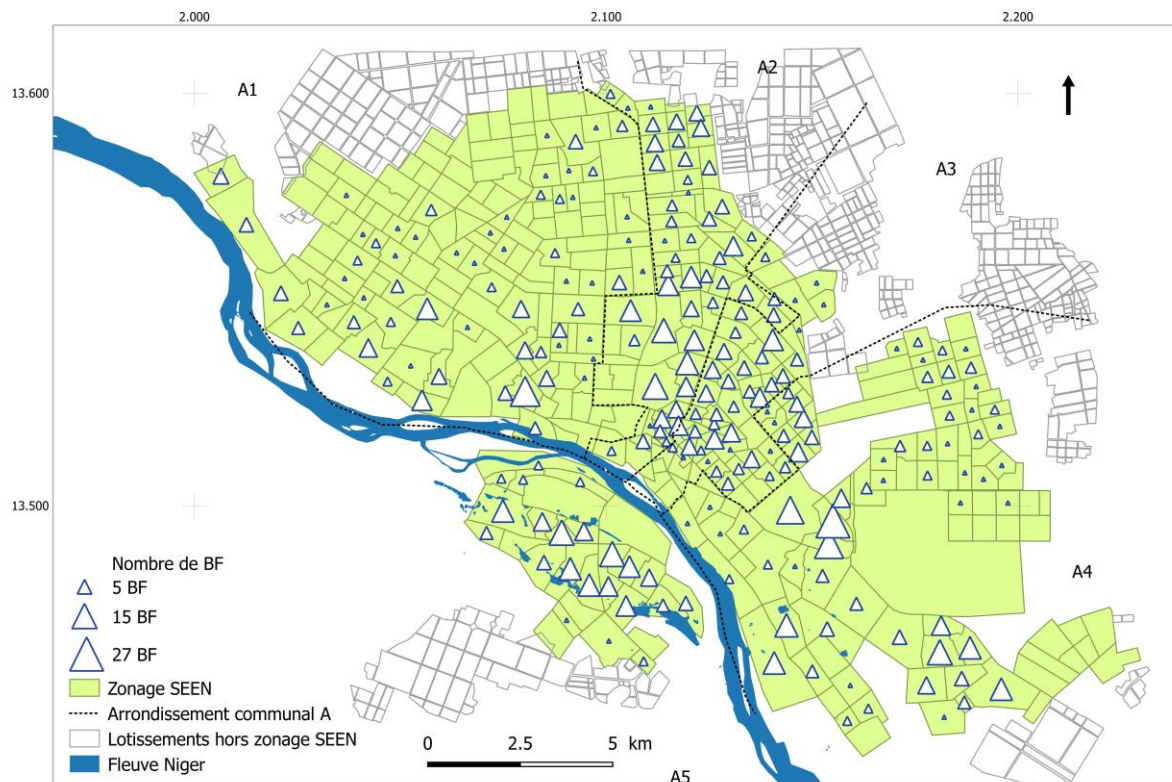 2.000
2.100
2.200
13.600
A1
A2
A3
13.500
A4
Nombre de BF
5 BF
15 BF
27 BF
Zonage SEEN
Arrondissement communal A
Lotissements hors zonage SEEN
Fleuve Niger
0 2.5 5 km
A5